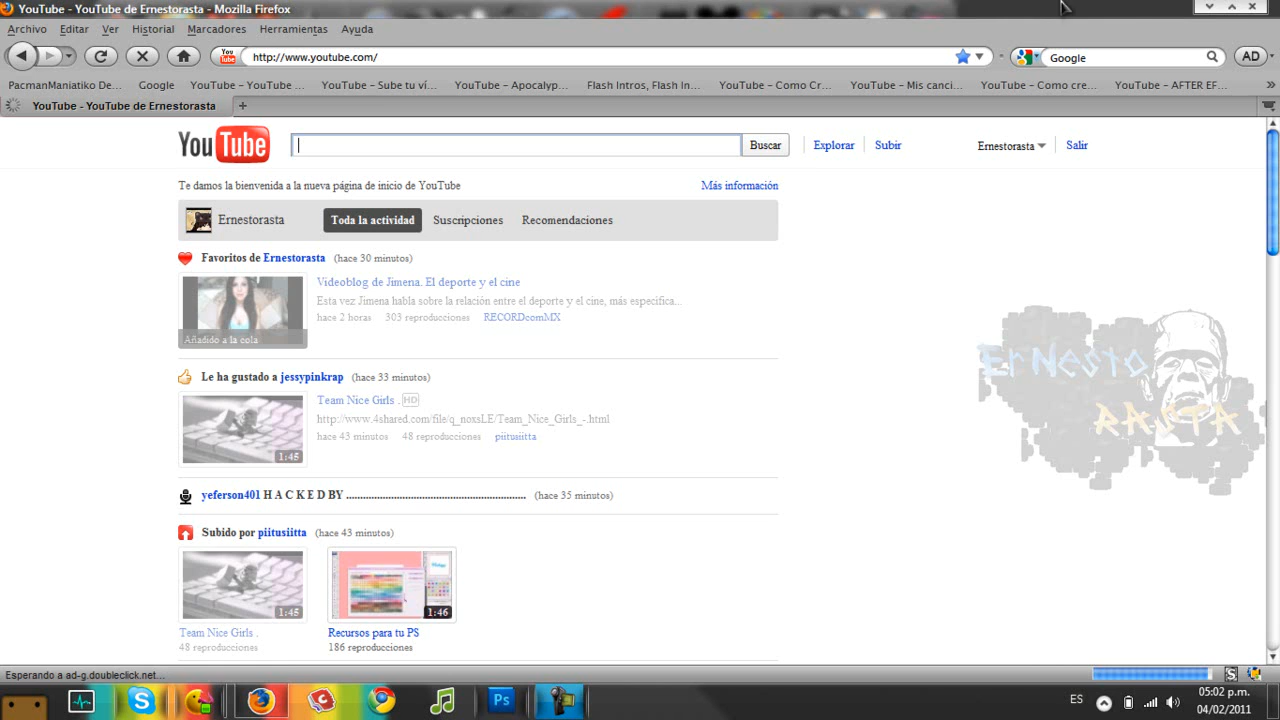 YouTube - YouTube de Ernestorasta - Mozilla Firefox
Archivo Editar Ver Historial Marcadores Herramientas Ayuda
http://www.youtube.com/ Google AD
PacmanManiatiko De... Google YouTube - YouTube ... YouTube - Sube tu ví... YouTube - Apocalyp... Flash Intros, Flash In... YouTube - Como Cr... YouTube - Mis canci... YouTube - Como cre... YouTube - AFTER EF...
YouTube - YouTube de Ernestorasta
YouTube Buscar Explorar Subir Ernestorasta Salir
Te damos la bienvenida a la nueva página de inicio de YouTube Más información
Ernestorasta Toda la actividad Suscripciones Recomendaciones
Favoritos de Ernestorasta (hace 30 minutos)
Videoblog de Jimena. El deporte y el cine
Esta vez Jimena habla sobre la relación entre el deporte y el cine, más especifica...
hace 2 horas 303 reproducciones RECORDcomMX
Añadido a la cola
Le ha gustado a jessypinkrap (hace 33 minutos)
Team Nice Girls . HD
http://www.4shared.com/file/q_noxsLE/Team_Nice_Girls_-.html
hace 43 minutos 48 reproducciones piitusiitta
1:45
yeferson401 H A C K E D BY ................................................................ (hace 35 minutos)
Subido por piitusiitta (hace 43 minutos)
1:45 1:46
Team Nice Girls . Recursos para tu PS
48 reproducciones 186 reproducciones
ErNesto
RASTA
Esperando a ad-g.doubleclick.net...
Ps ES 05:02 p.m.
04/02/2011